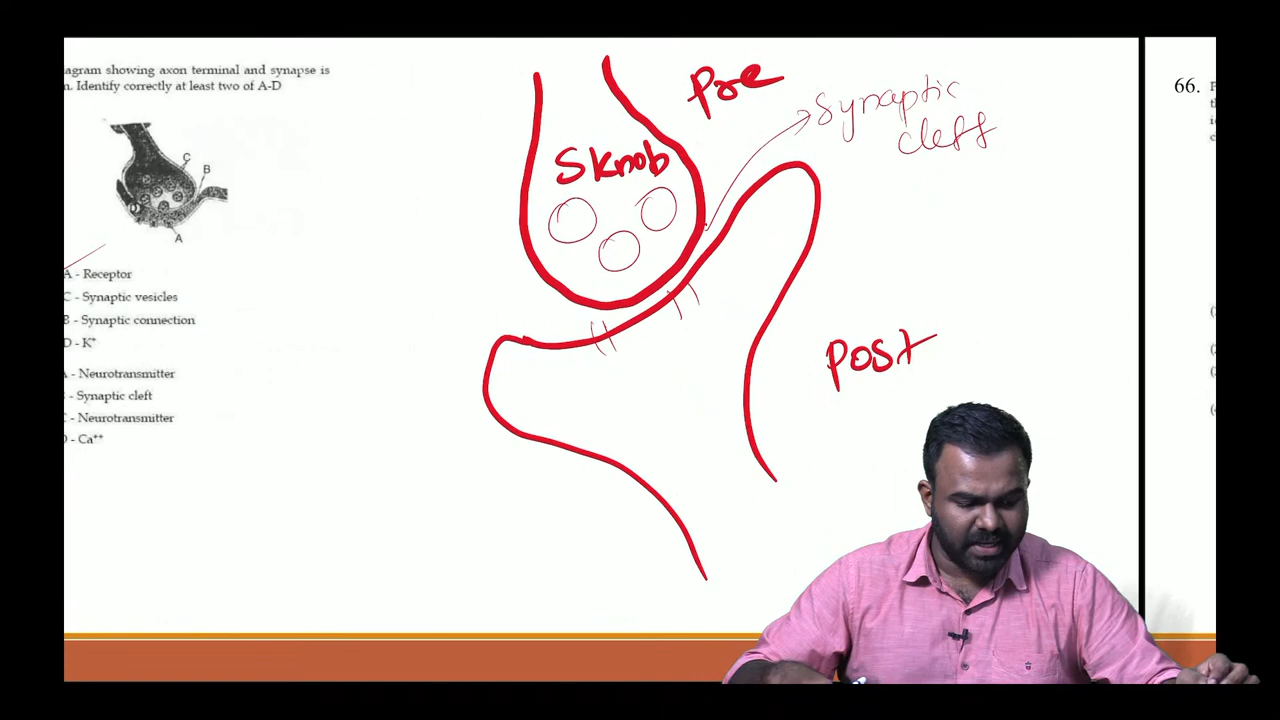 agram showing axon terminal and synapse is
n. Identify correctly at least two of A-D
C
B
D
A
A - Receptor
C - Synaptic vesicles
B - Synaptic connection
D - K⁺
A - Neurotransmitter
- Synaptic cleft
C - Neurotransmitter
D - Ca⁺⁺
Pre
Synaptic
cleft
S knob
Post
66.